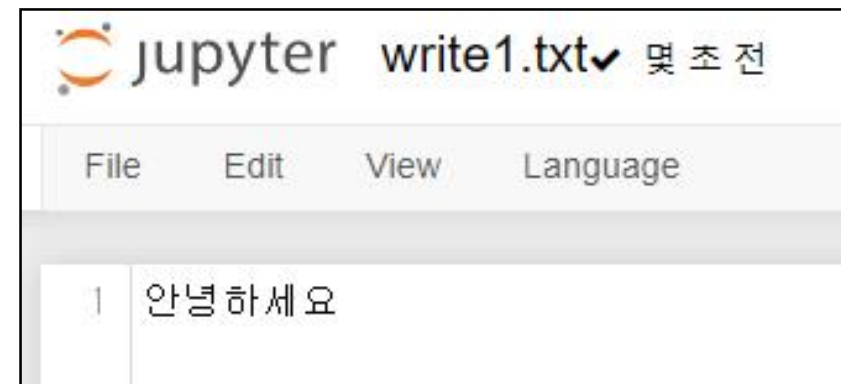 jupyter write1.txt✔ 몇 초 전
File Edit View Language
1 안녕하세요